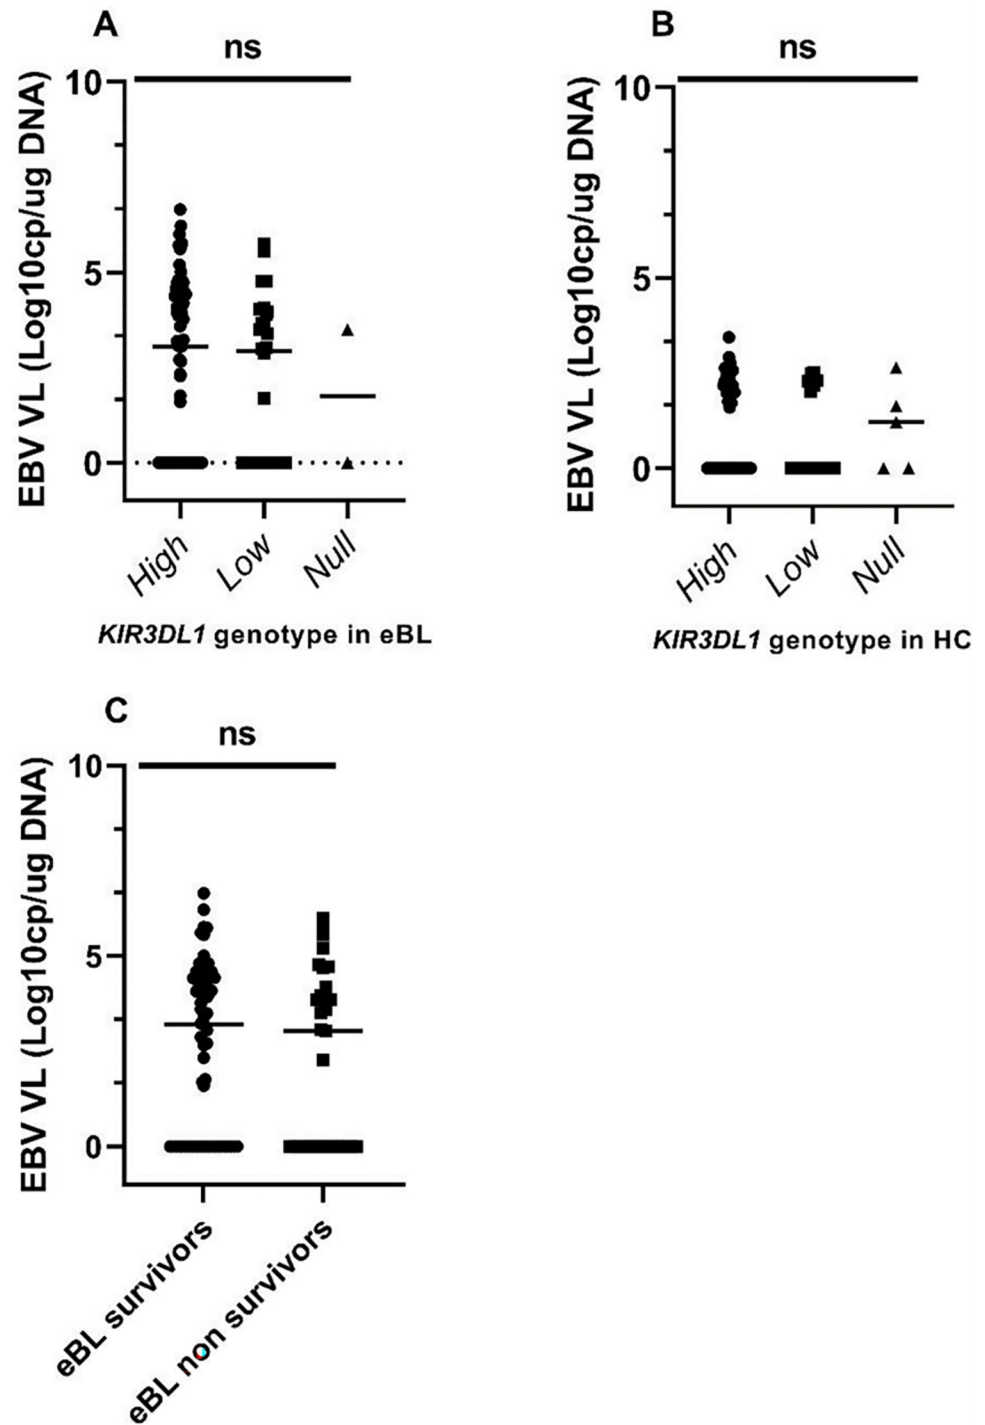 A
ns
EBV VL (Log10cp/ug DNA)
10
5
0
High
Low
Null
KIR3DL1 genotype in eBL
B
ns
EBV VL (Log10cp/ug DNA)
10
5
0
High
Low
Null
KIR3DL1 genotype in HC
C
ns
EBV VL (Log10cp/ug DNA)
10
5
0
eBL survivors
eBL non survivors